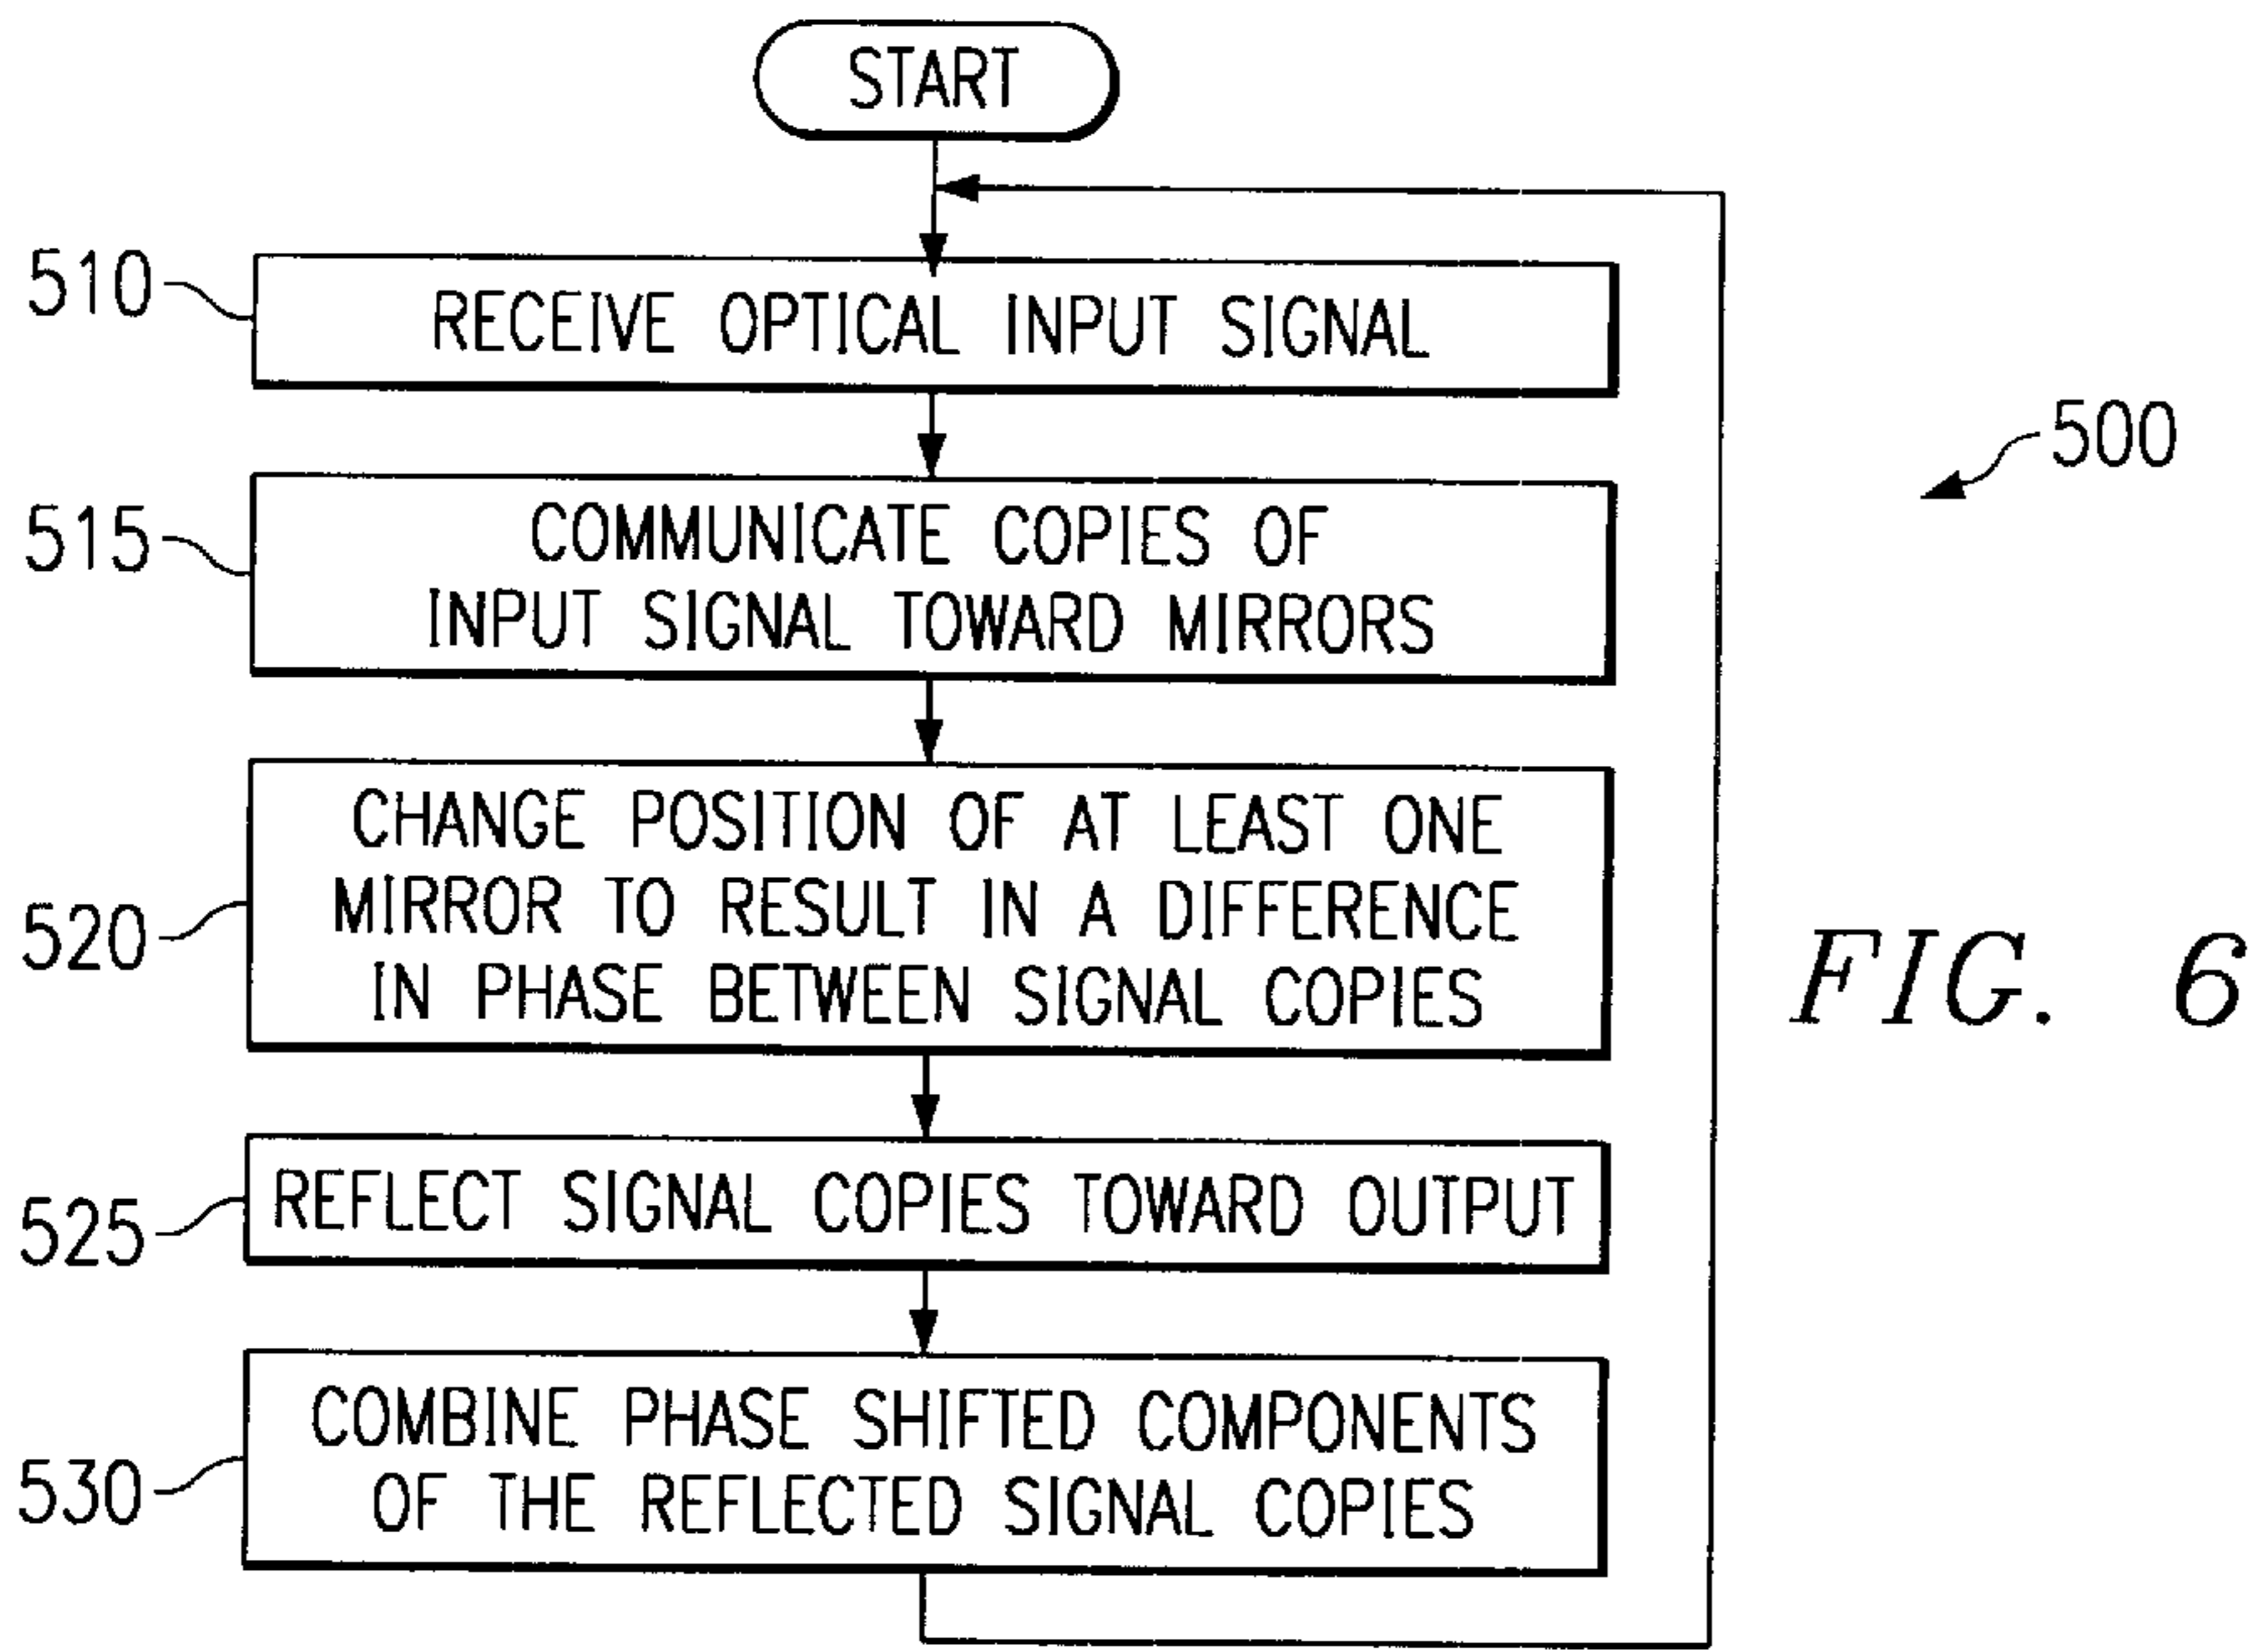 START
510
RECEIVE OPTICAL INPUT SIGNAL
500
515
COMMUNICATE COPIES OF
INPUT SIGNAL TOWARD MIRRORS
520
CHANGE POSITION OF AT LEAST ONE
MIRROR TO RESULT IN A DIFFERENCE
IN PHASE BETWEEN SIGNAL COPIES
FIG. 6
525
REFLECT SIGNAL COPIES TOWARD OUTPUT
530
COMBINE PHASE SHIFTED COMPONENTS
OF THE REFLECTED SIGNAL COPIES